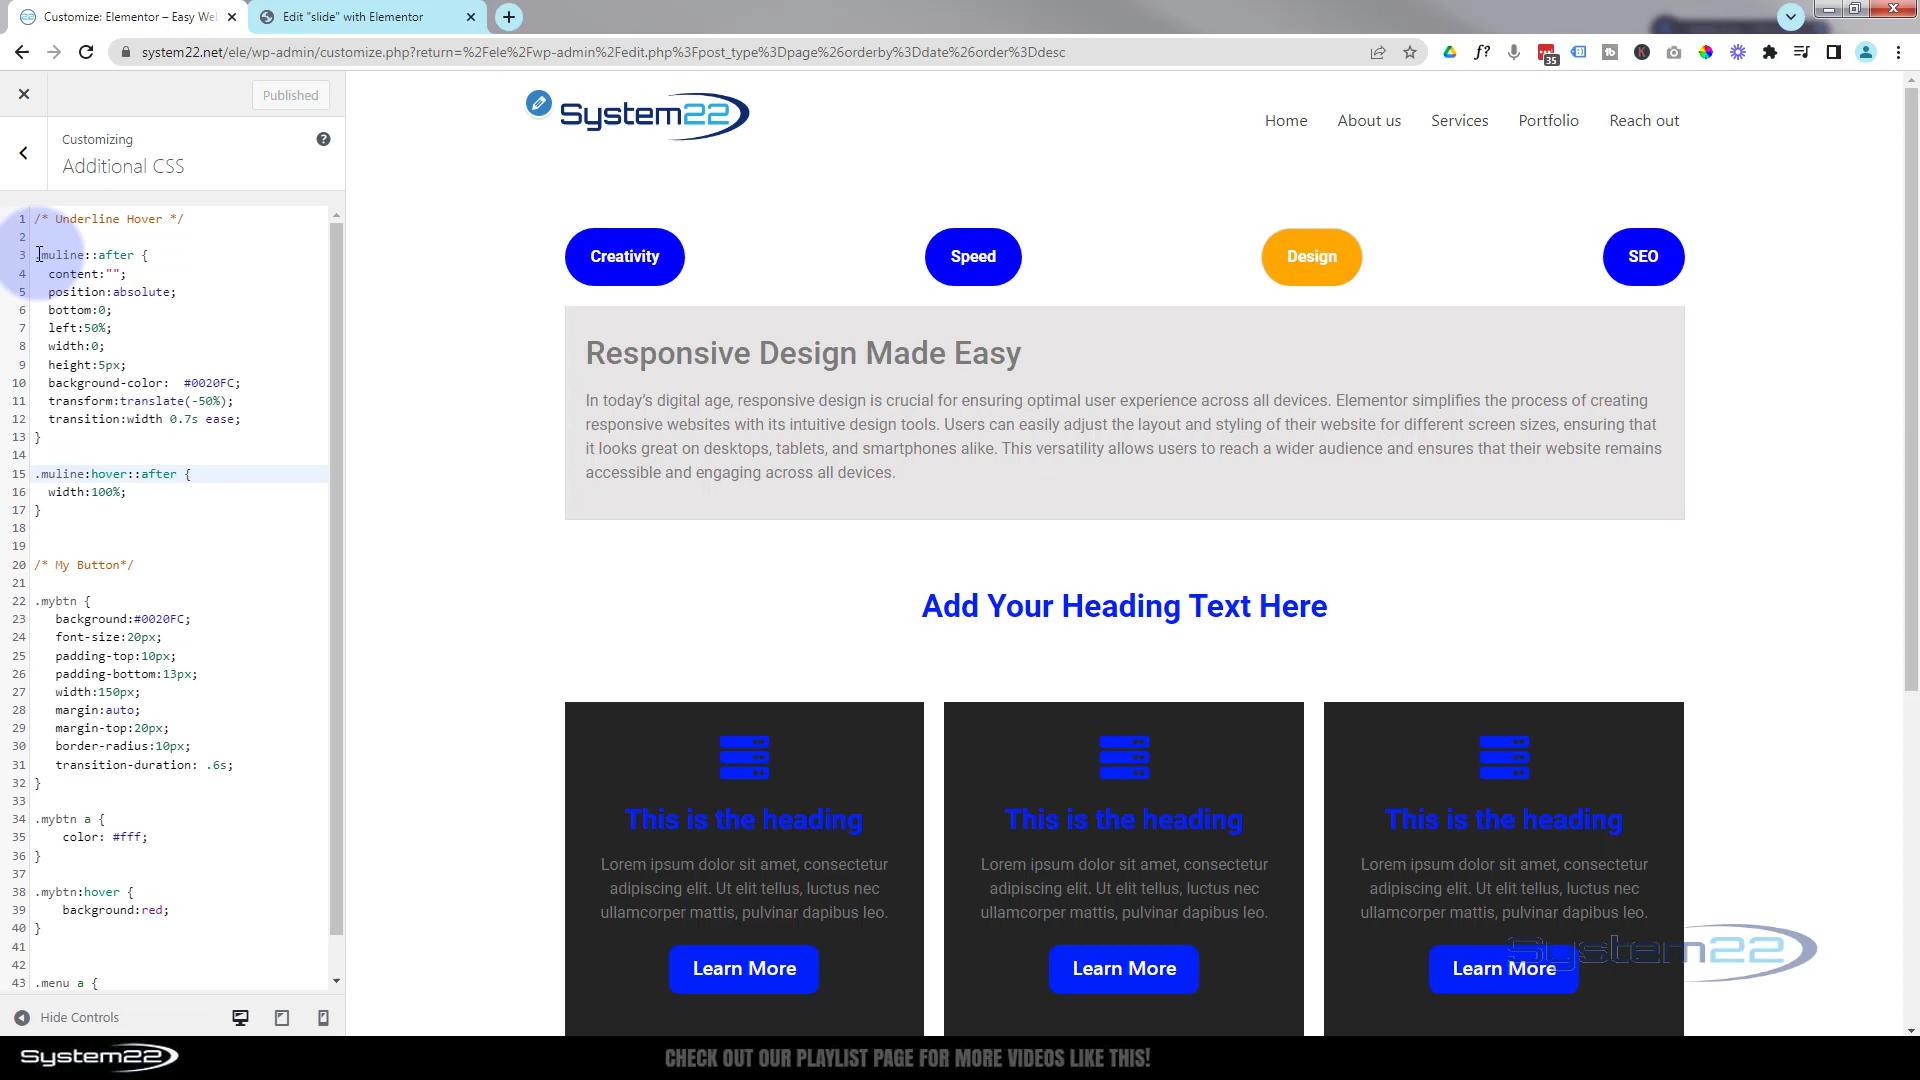 Customize: Elementor – Easy Wel
Edit "slide" with Elementor
system22.net/ele/wp-admin/customize.php?return=%2Fele%2Fwp-admin%2Fedit.php%3Fpost_type%3Dpage%26orderby%3Ddate%26order%3Ddesc
35
Published
Customizing
Additional CSS
System22
Home
About us
Services
Portfolio
Reach out
1 /* Underline Hover */
2
3 .muline::after {
4 content:"";
5 position:absolute;
6 bottom:0;
7 left:50%;
8 width:0;
9 height:5px;
10 background-color: #0020FC;
11 transform:translate(-50%);
12 transition:width 0.7s ease;
13 }
14
15 .muline:hover::after {
16 width:100%;
17 }
18
19
20 /* My Button*/
21
22 .mybtn {
23 background:#0020FC;
24 font-size:20px;
25 padding-top:10px;
26 padding-bottom:13px;
27 width:150px;
28 margin:auto;
29 margin-top:20px;
30 border-radius:10px;
31 transition-duration: .6s;
32 }
33
34 .mybtn a {
35 color: #fff;
36 }
37
38 .mybtn:hover {
39 background:red;
40 }
41
42
43 .menu a {
Hide Controls
Creativity
Speed
Design
SEO
Responsive Design Made Easy
In today’s digital age, responsive design is crucial for ensuring optimal user experience across all devices. Elementor simplifies the process of creating
responsive websites with its intuitive design tools. Users can easily adjust the layout and styling of their website for different screen sizes, ensuring that
it looks great on desktops, tablets, and smartphones alike. This versatility allows users to reach a wider audience and ensures that their website remains
accessible and engaging across all devices.
Add Your Heading Text Here
This is the heading
Lorem ipsum dolor sit amet, consectetur
adipiscing elit. Ut elit tellus, luctus nec
ullamcorper mattis, pulvinar dapibus leo.
Learn More
This is the heading
Lorem ipsum dolor sit amet, consectetur
adipiscing elit. Ut elit tellus, luctus nec
ullamcorper mattis, pulvinar dapibus leo.
Learn More
This is the heading
Lorem ipsum dolor sit amet, consectetur
adipiscing elit. Ut elit tellus, luctus nec
ullamcorper mattis, pulvinar dapibus leo.
Learn More
System22
System22
CHECK OUT OUR PLAYLIST PAGE FOR MORE VIDEOS LIKE THIS!